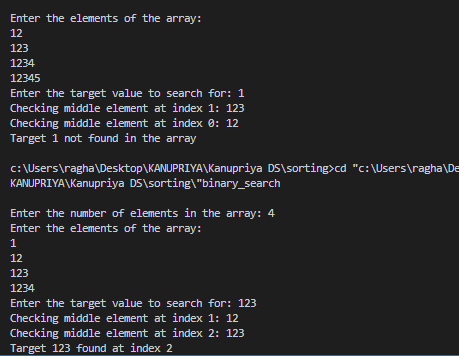 Enter the elements of the array:
12
123
1234
12345
Enter the target value to search for: 1
Checking middle element at index 1: 123
Checking middle element at index 0: 12
Target 1 not found in the array
c:\Users\ragha\Desktop\KANUPRIYA\Kanupriya DS\sorting>cd "c:\Users\ragha\De
KANUPRIYA\Kanupriya DS\sorting\"binary_search
Enter the number of elements in the array: 4
Enter the elements of the array:
1
12
123
1234
Enter the target value to search for: 123
Checking middle element at index 1: 12
Checking middle element at index 2: 123
Target 123 found at index 2